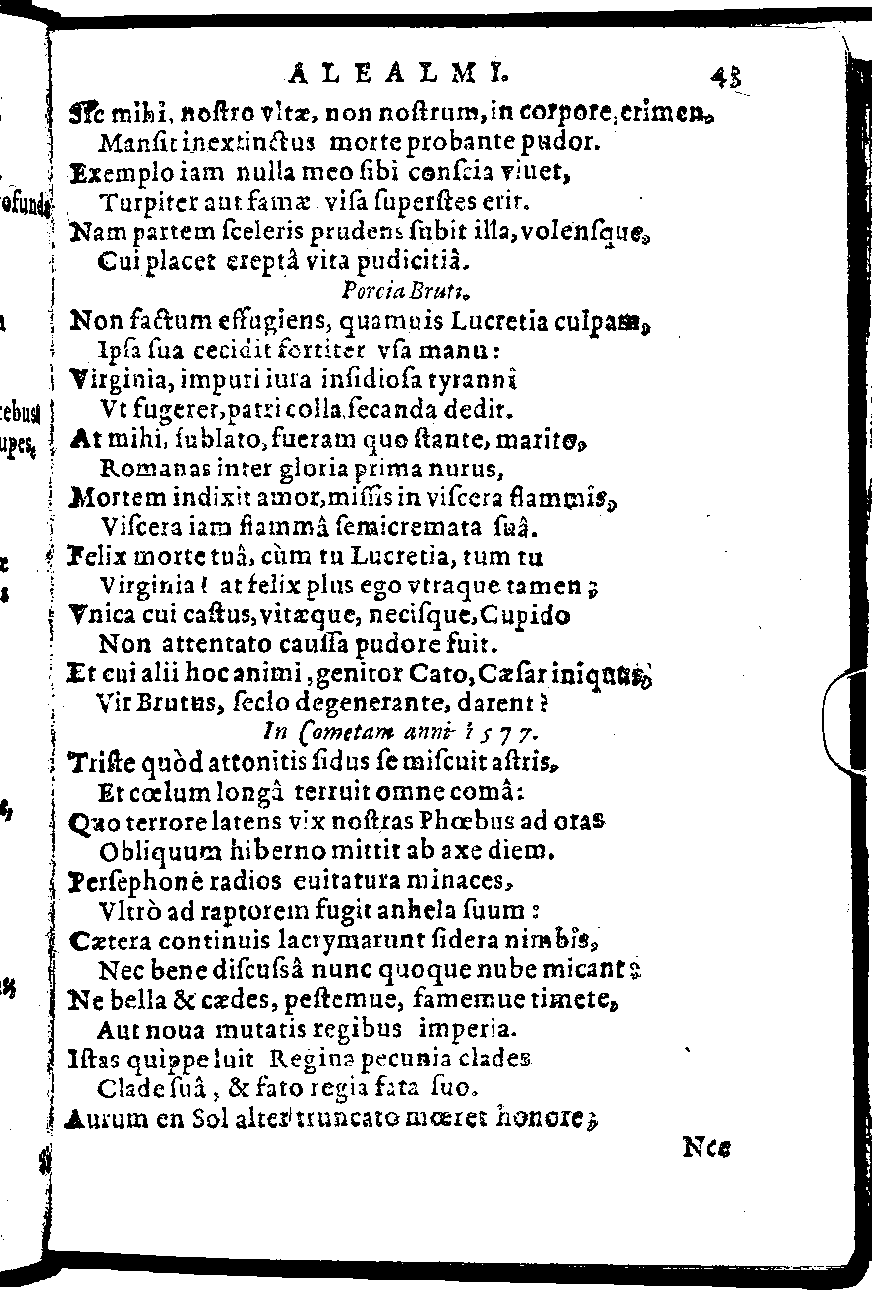 ALEALMI. 43
Sic mihi, noſtro vltæ, non noſtrum, in corpore, crimen,
Manſit inextinctus morte probante pudor.
Exemplo iam nulla meo ſibi conſcia viuet,
Turpiter aut famæ viſa ſuperſtes erit.
Nam partem ſceleris prudens ſubit illa, volenſque,
Cui placet ereptâ vita pudicitiâ.
Porcia Bruti.
Non factum effugiens, quamuis Lucretia culpam,
Ipſa ſua cecidit fortiter vſa manu:
Virginia, impuri iura inſidioſa tyranni
Vt fugeret, patri colla ſecanda dedit.
At mihi, ſublato, fueram quo ſtante, marito,
Romanas inter gloria prima nurus,
Mortem indixit amor, miſſis in viſcera flammis,
Viſcera iam flammâ ſemicremata ſuâ.
Felix morte tuâ, cùm tu Lucretia, tum tu
Virginia! at felix plus ego vtraque tamen;
Vnica cui caſtus, vitæque, neciſque, Cupido
Non attentato cauſſa pudore fuit.
Et cui alii hoc animi, genitor Cato, Cæſar iniquus,
Vir Brutus, ſeclo degenerante, darent?
In Cometam anni 1577.
Triſte quòd attonitis ſidus ſe miſcuit aſtris,
Et cœlum longâ terruit omne comâ:
Quo terrore latens vix noſtras Phœbus ad oras
Obliquum hiberno mittit ab axe diem.
Perſephonè radios euitatura minaces,
Vltrò ad raptorem fugit anhela ſuum:
Cætera continuis lacrymarunt ſidera nimbis,
Nec bene diſcuſsâ nunc quoque nube micant:
Ne bella & cædes, peſtemue, famemue timete,
Aut noua mutatis regibus imperia.
Iſtas quippe luit Regina pecunia clades
Clade ſuâ, & fato regia fata ſuo.
Aurum en Sol alter truncato mœret honore;
Nec